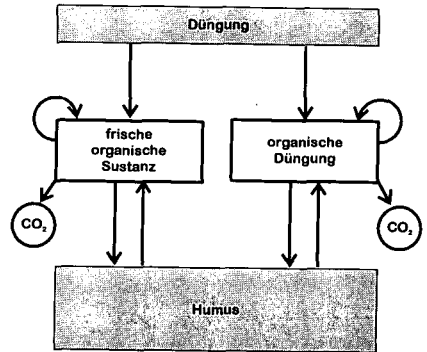 Düngung
frische
organische
Sustanz
organische
Düngung
CO₂
CO₂
Humus